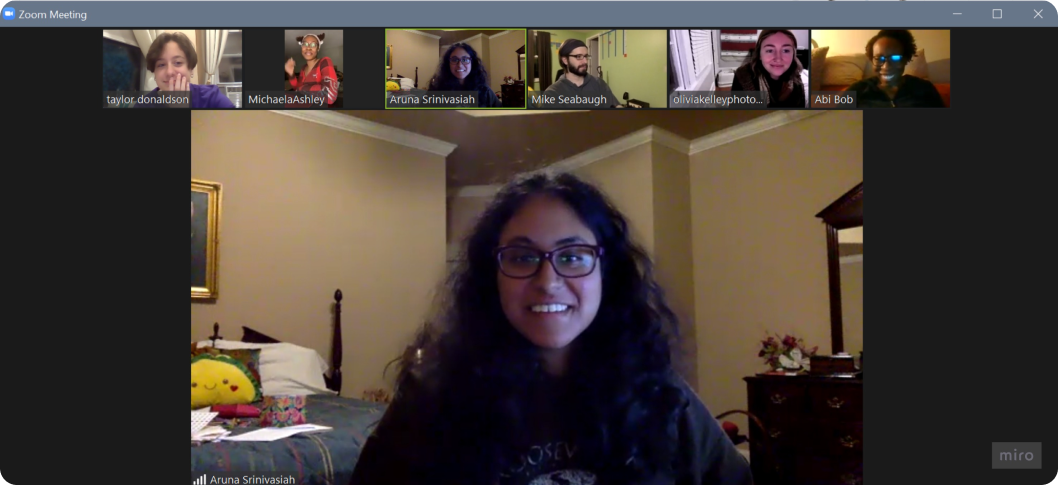 Zoom Meeting
taylor donaldson
MichaelaAshley
Aruna Srinivasiah
Mike Seabaugh
oliviakelleyphoto...
Abi Bob
Aruna Srinivasiah
miro